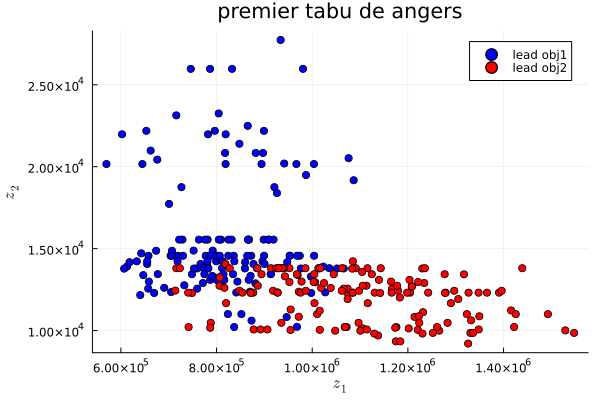 premier tabu de angers
lead obj1
lead obj2
2.50×10⁴
2.00×10⁴
1.50×10⁴
1.00×10⁴
z₂
6.00×10⁵ 8.00×10⁵ 1.00×10⁶ 1.20×10⁶ 1.40×10⁶
z₁